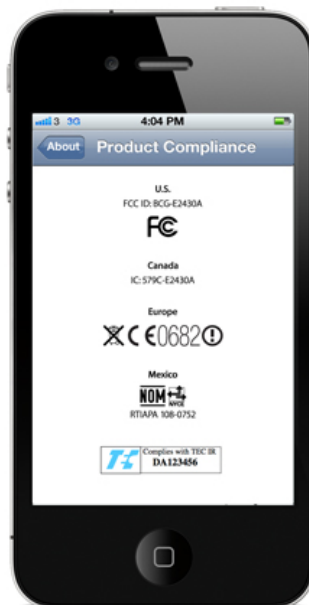 3 3G 4:04 PM
About Product Compliance
U.S.
FCC ID: BCG-E2430A
FC
Canada
IC: 579C-E2430A
Europe
CE0682
Mexico
NOM NYCE
RTIAPA 108-0752
Complies with TEC IR
DA123456